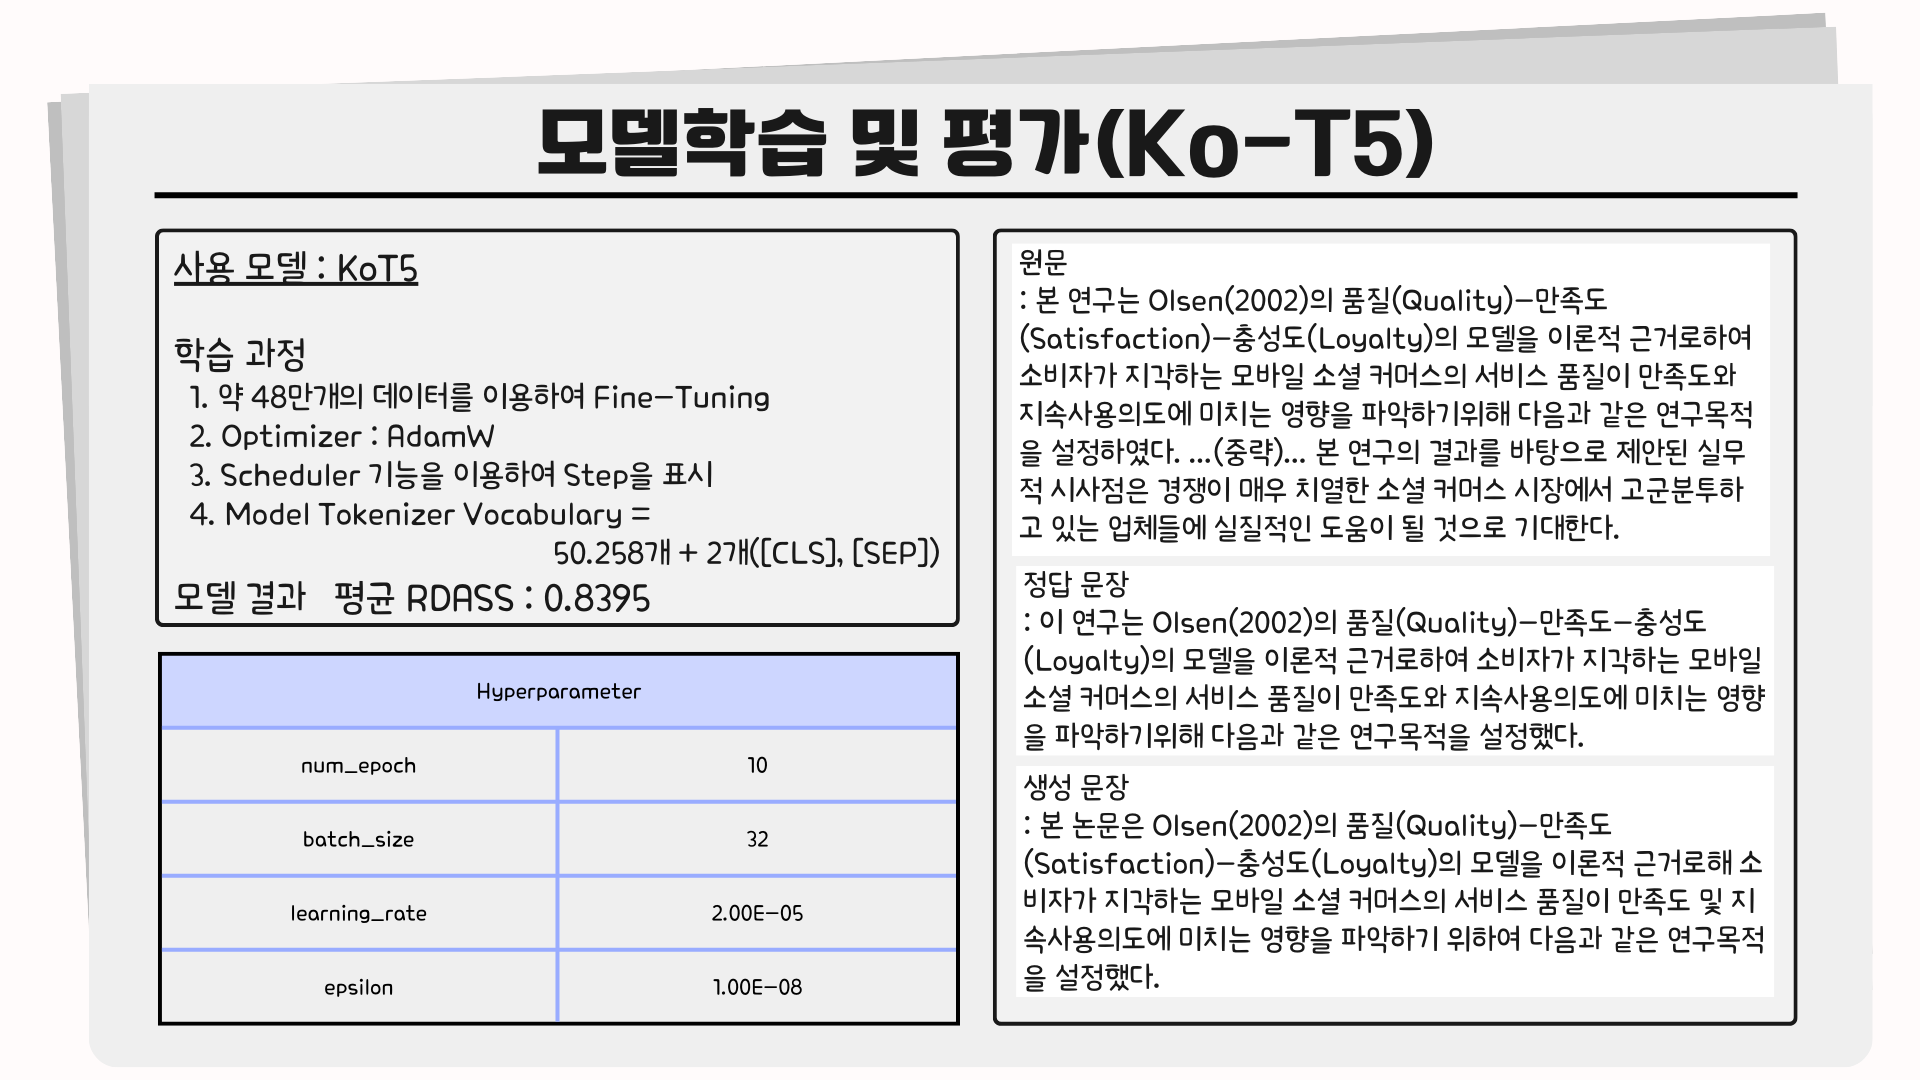 모델학습 및 평가(Ko-T5)
사용 모델 : KoT5
학습 과정
1. 약 48만개의 데이터를 이용하여 Fine-Tuning
2. Optimizer : AdamW
3. Scheduler 기능을 이용하여 Step을 표시
4. Model Tokenizer Vocabulary =
50.258개 + 2개([CLS], [SEP])
모델 결과 평균 RDASS : 0.8395
Hyperparameter
num_epoch 10
batch_size 32
learning_rate 2.00E-05
epsilon 1.00E-08
원문
: 본 연구는 Olsen(2002)의 품질(Quality)-만족도
(Satisfaction)-충성도(Loyalty)의 모델을 이론적 근거로하여
소비자가 지각하는 모바일 소셜 커머스의 서비스 품질이 만족도와
지속사용의도에 미치는 영향을 파악하기위해 다음과 같은 연구목적
을 설정하였다. ...(중략)... 본 연구의 결과를 바탕으로 제안된 실무
적 시사점은 경쟁이 매우 치열한 소셜 커머스 시장에서 고군분투하
고 있는 업체들에 실질적인 도움이 될 것으로 기대한다.
정답 문장
: 이 연구는 Olsen(2002)의 품질(Quality)-만족도-충성도
(Loyalty)의 모델을 이론적 근거로하여 소비자가 지각하는 모바일
소셜 커머스의 서비스 품질이 만족도와 지속사용의도에 미치는 영향
을 파악하기위해 다음과 같은 연구목적을 설정했다.
생성 문장
: 본 논문은 Olsen(2002)의 품질(Quality)-만족도
(Satisfaction)-충성도(Loyalty)의 모델을 이론적 근거로해 소
비자가 지각하는 모바일 소셜 커머스의 서비스 품질이 만족도 및 지
속사용의도에 미치는 영향을 파악하기 위하여 다음과 같은 연구목적
을 설정했다.